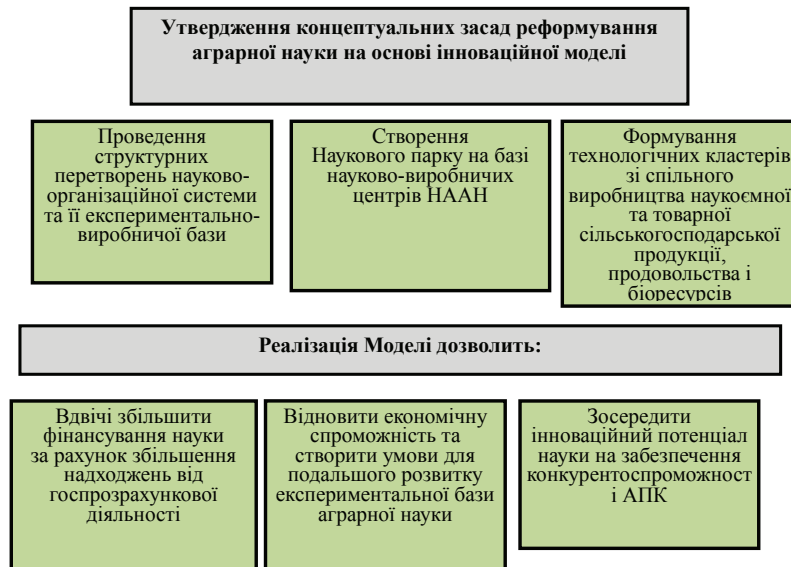 Утвердження концептуальних засад реформування
аграрної науки на основі інноваційної моделі
Проведення
структурних
перетворень науково-
організаційної системи
та її експериментально-
виробничої бази
Створення
Наукового парку на базі
науково-виробничих
центрів НААН
Формування
технологічних кластерів
зі спільного
виробництва наукоємної
та товарної
сільськогосподарської
продукції,
продовольства і
біоресурсів
Реалізація Моделі дозволить:
Вдвічі збільшити
фінансування науки
за рахунок збільшення
надходжень від
госпрозрахункової
діяльності
Відновити економічну
спроможність та
створити умови для
подальшого розвитку
експериментальної бази
аграрної науки
Зосередити
інноваційний потенціал
науки на забезпечення
конкурентоспроможност
і АПК